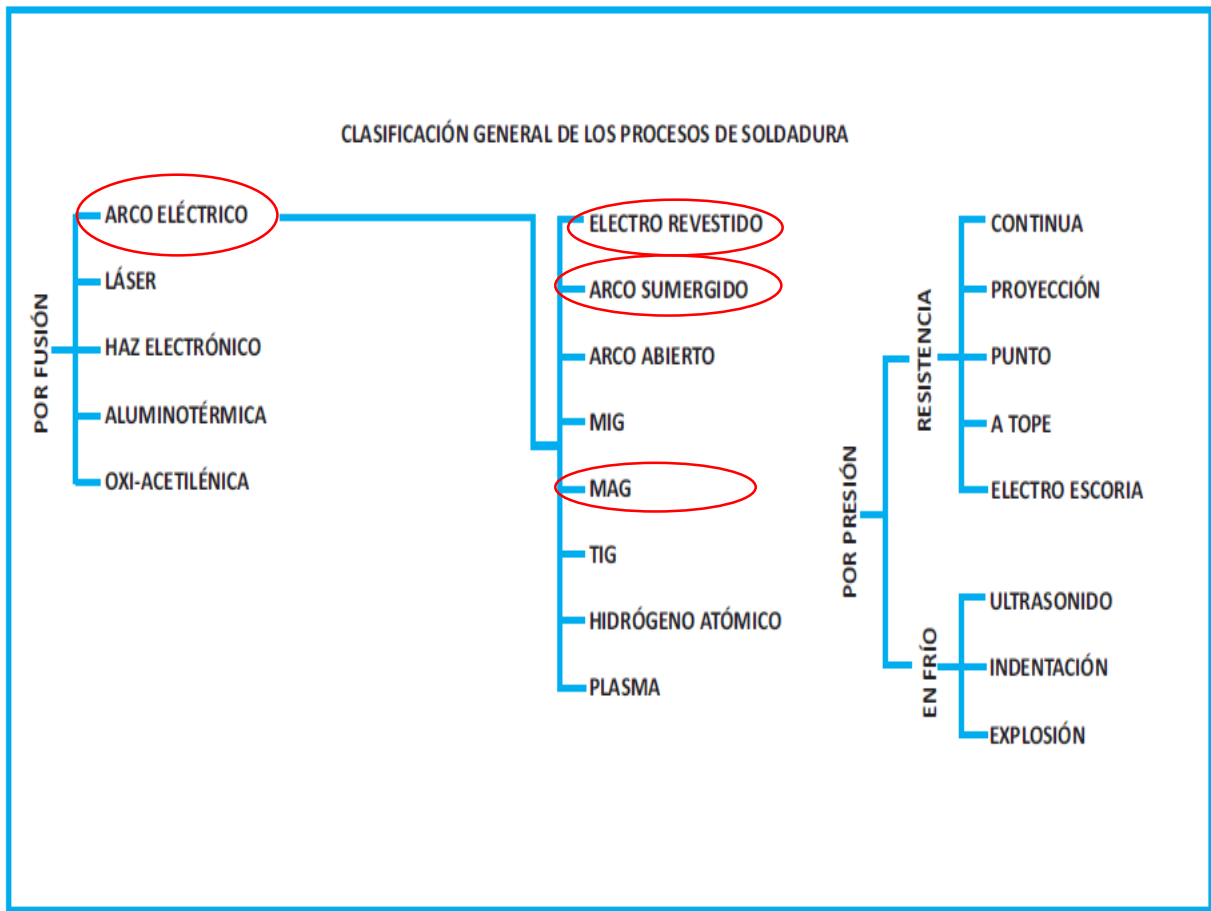 CLASIFICACIÓN GENERAL DE LOS PROCESOS DE SOLDADURA
POR FUSIÓN
ARCO ELÉCTRICO
LÁSER
HAZ ELECTRÓNICO
ALUMINOTÉRMICA
OXI-ACETILÉNICA
ELECTRO REVESTIDO
ARCO SUMERGIDO
ARCO ABIERTO
MIG
MAG
TIG
HIDRÓGENO ATÓMICO
PLASMA
POR PRESIÓN
RESISTENCIA
CONTINUA
PROYECCIÓN
PUNTO
A TOPE
ELECTRO ESCORIA
EN FRÍO
ULTRASONIDO
INDENTACIÓN
EXPLOSIÓN